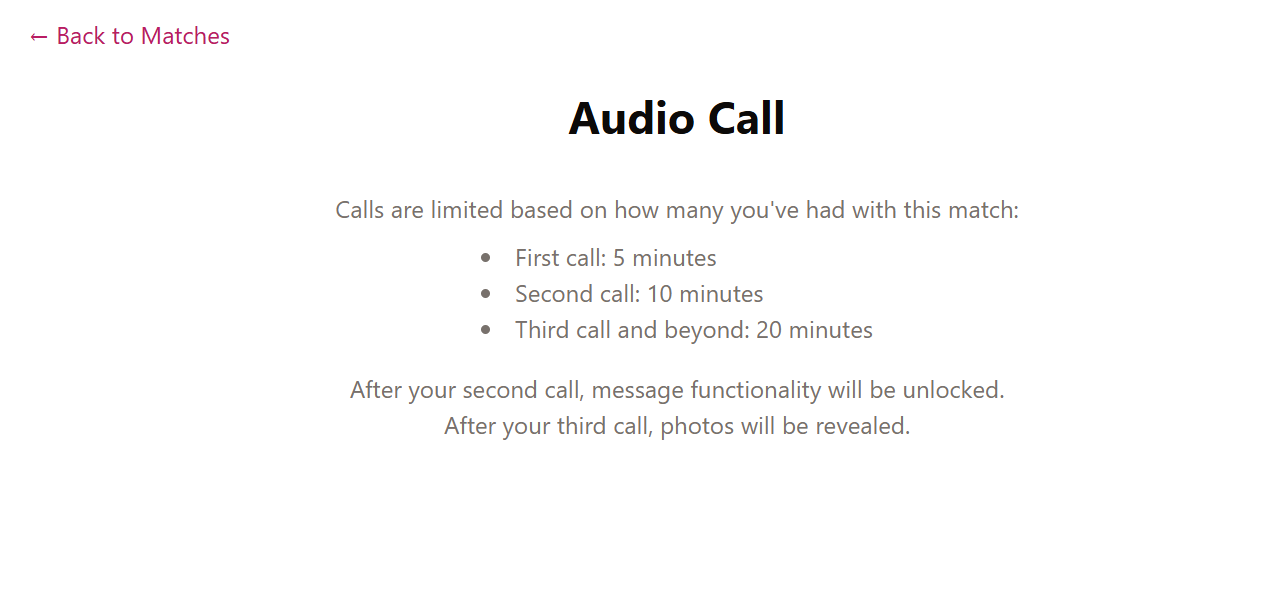 ← Back to Matches
Audio Call
Calls are limited based on how many you've had with this match:
• First call: 5 minutes
• Second call: 10 minutes
• Third call and beyond: 20 minutes
After your second call, message functionality will be unlocked.
After your third call, photos will be revealed.